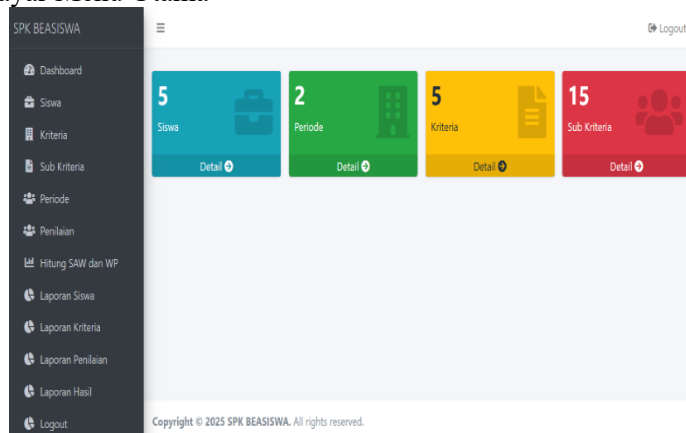 SPK BEASISWA
Logout
Dashboard
Siswa
Kriteria
Sub Kriteria
Periode
Penilaian
Hitung SAW dan WP
Laporan Siswa
Laporan Kriteria
Laporan Penilaian
Laporan Hasil
Logout
5
Siswa
Detail
2
Periode
Detail
5
Kriteria
Detail
15
Sub Kriteria
Detail
Copyright © 2025 SPK BEASISWA. All rights reserved.